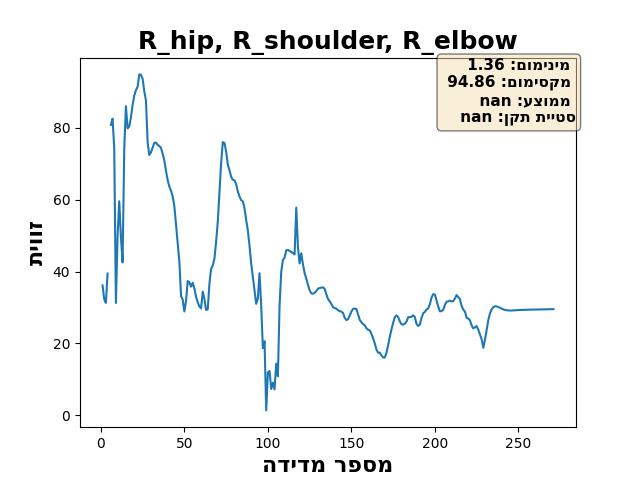 R_hip, R_shoulder, R_elbow
מינימום: 1.36
מקסימום: 94.86
ממוצע: nan
סטיית תקן: nan
זווית
80
60
40
20
0
0 50 100 150 200 250
מספר מדידה